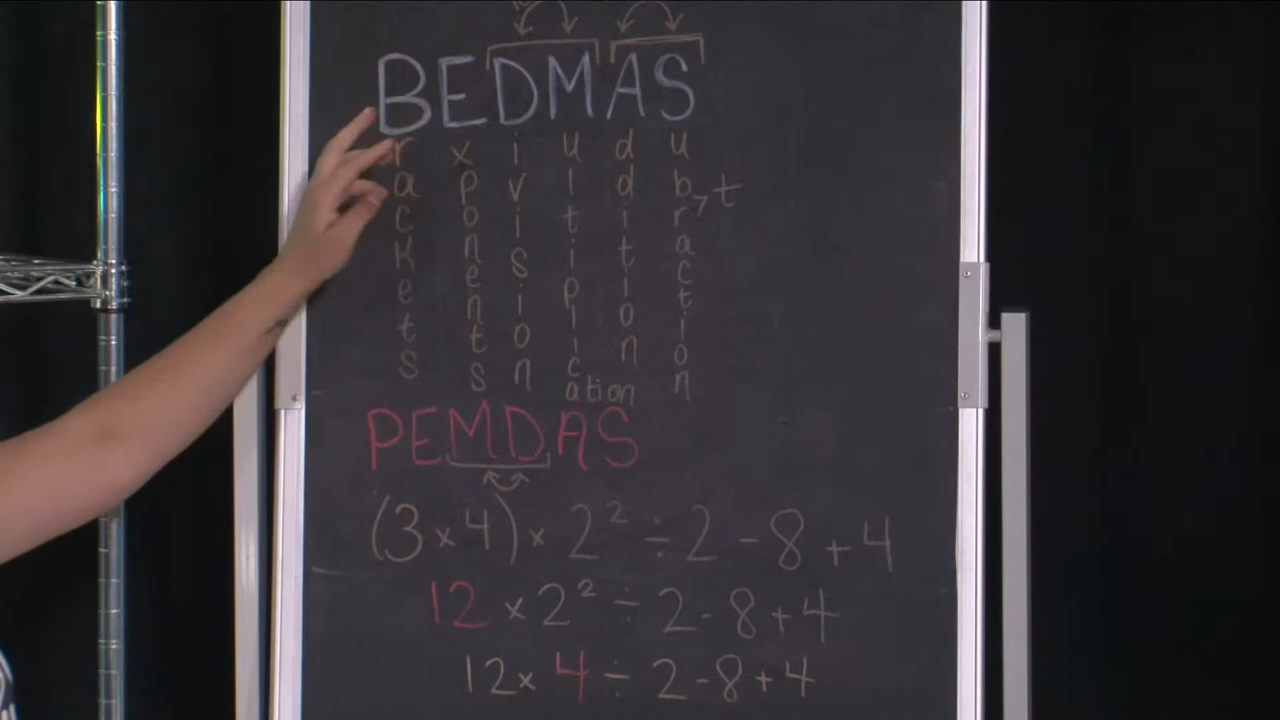 BEDMAS
rackets
xponents
ivision
ultiplication
ddition
ubtraction
PEMDAS
(3 × 4) × 2² ÷ 2 - 8 + 4
12 × 2² ÷ 2 - 8 + 4
12 × 4 ÷ 2 - 8 + 4